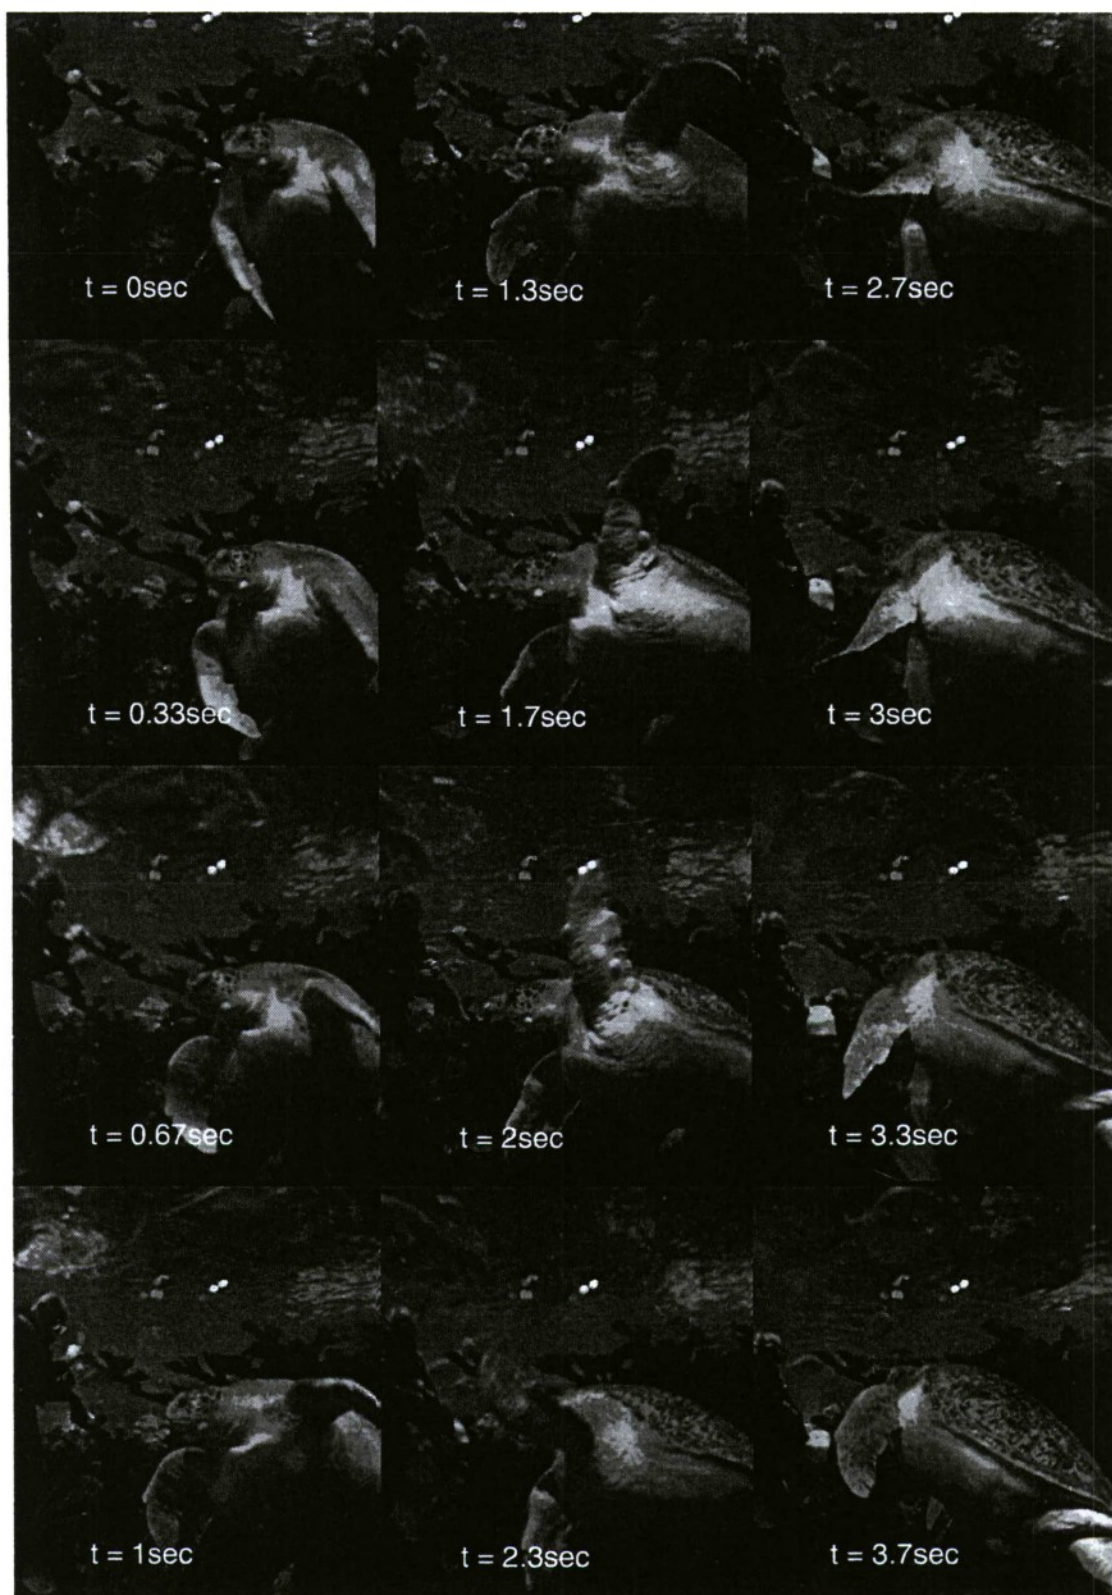 t = 0sec
t = 1.3sec
t = 2.7sec
t = 0.33sec
t = 1.7sec
t = 3sec
t = 0.67sec
t = 2sec
t = 3.3sec
t = 1sec
t = 2.3sec
t = 3.7sec